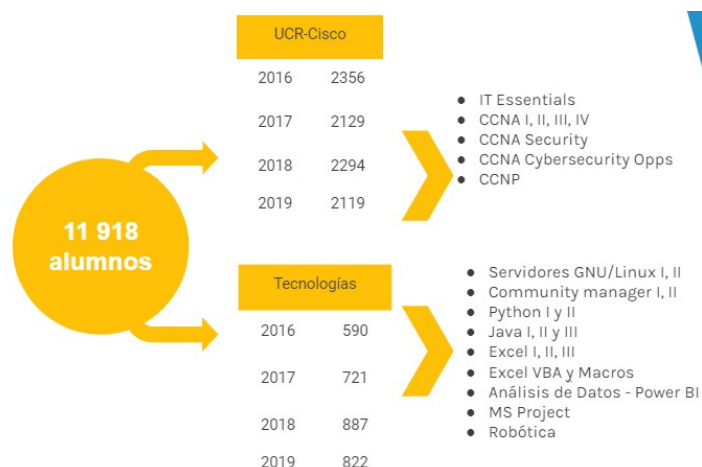 11 918
alumnos
UCR-Cisco
2016 2356
2017 2129
2018 2294
2019 2119
● IT Essentials
● CCNA I, II, III, IV
● CCNA Security
● CCNA Cybersecurity Opps
● CCNP
Tecnologías
2016 590
2017 721
2018 887
2019 822
● Servidores GNU/Linux I, II
● Community manager I, II
● Python I y II
● Java I, II y III
● Excel I, II, III
● Excel VBA y Macros
● Análisis de Datos - Power BI
● MS Project
● Robótica